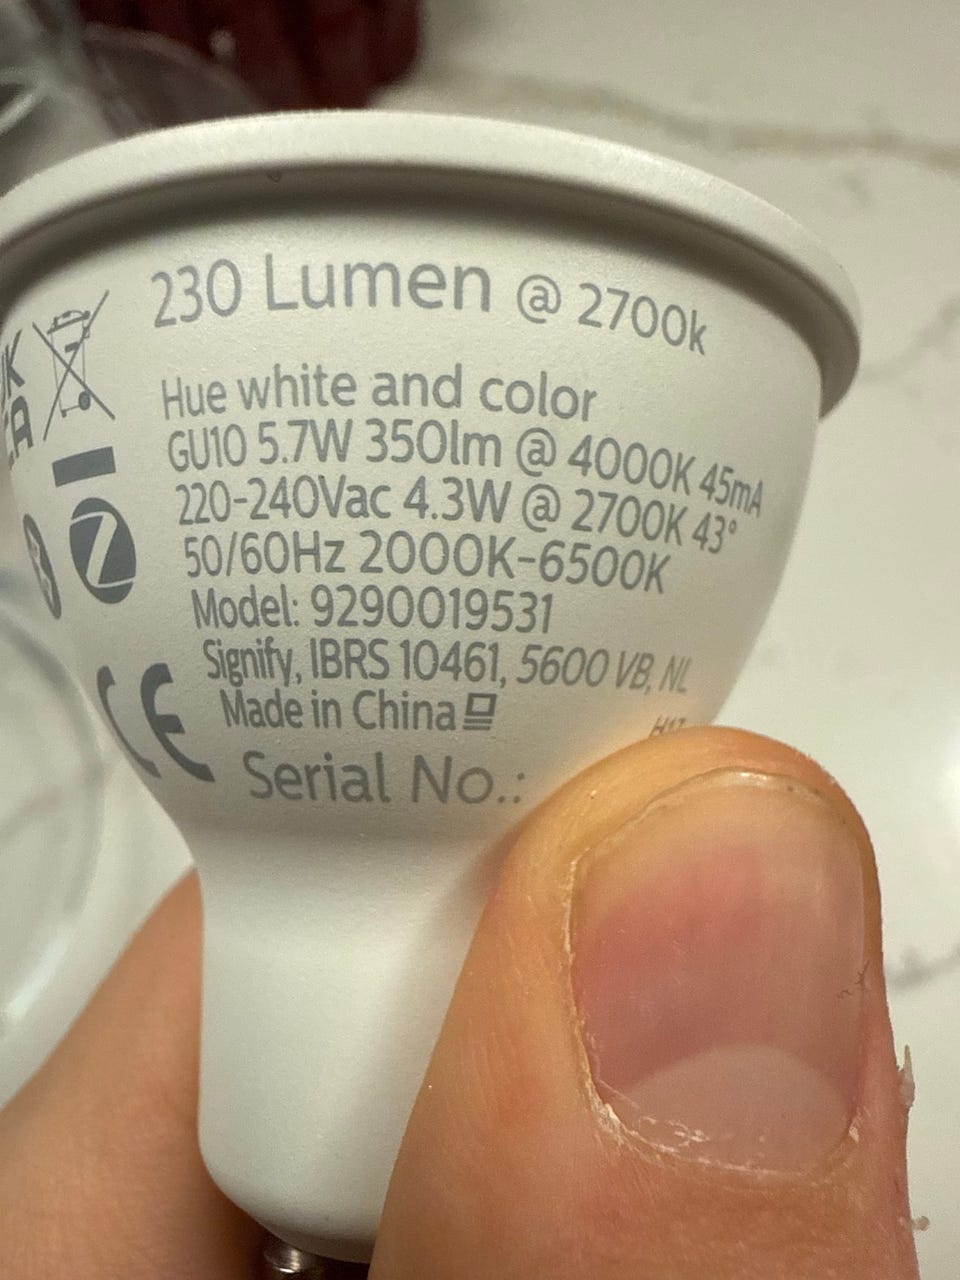 230 Lumen @ 2700k
Hue white and color
GU10 5.7W 350lm @ 4000K 45mA
220-240Vac 4.3W @ 2700K 43°
50/60Hz 2000K-6500K
Model: 9290019531
Signify, IBRS 10461, 5600 VB, NL
Made in China
Serial No.:
CE